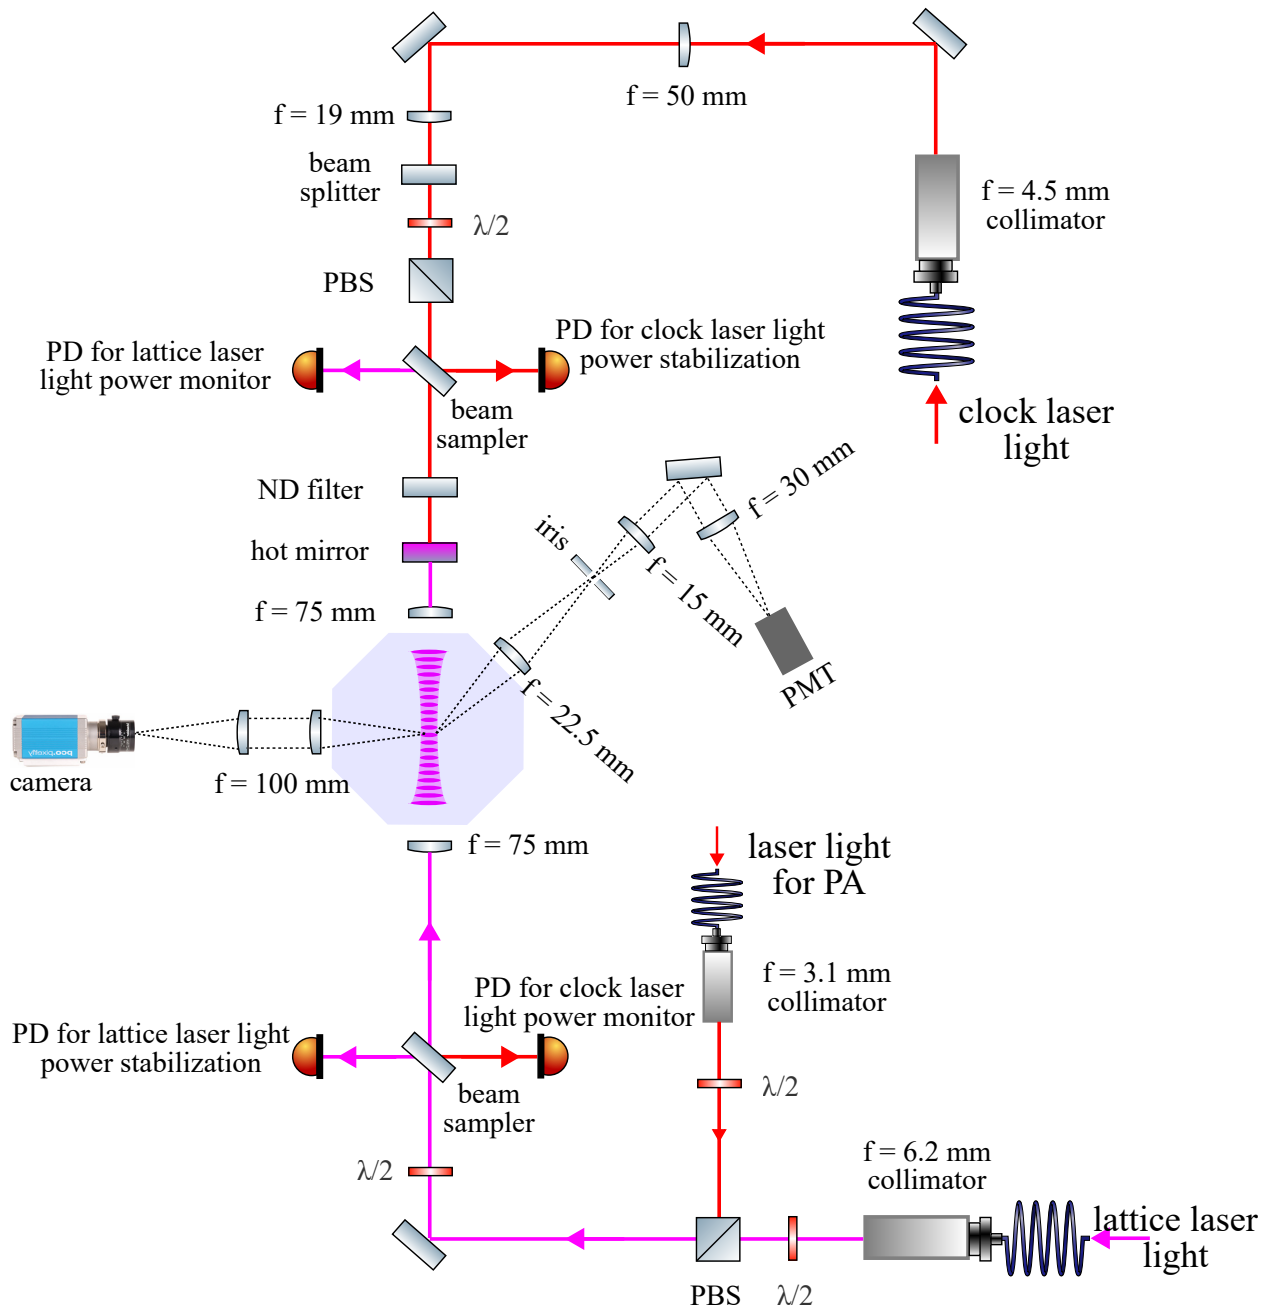 f = 50 mm
f = 19 mm
beam
splitter
λ/2
f = 4.5 mm
collimator
PBS
PD for lattice laser
light power monitor
PD for clock laser light
power stabilization
beam
sampler
clock laser
light
ND filter
f = 30 mm
iris
hot mirror
f = 15 mm
f = 75 mm
PMT
f = 22.5 mm
pco.pixelfly
camera
f = 100 mm
f = 75 mm
laser light
for PA
PD for clock laser
light power monitor
f = 3.1 mm
collimator
PD for lattice laser light
power stabilization
beam
sampler
λ/2
λ/2
f = 6.2 mm
collimator
lattice laser
light
PBS
λ/2